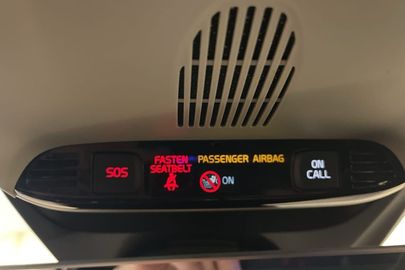 SOS
FASTEN
SEATBELT
PASSENGER AIRBAG
ON
ON
CALL